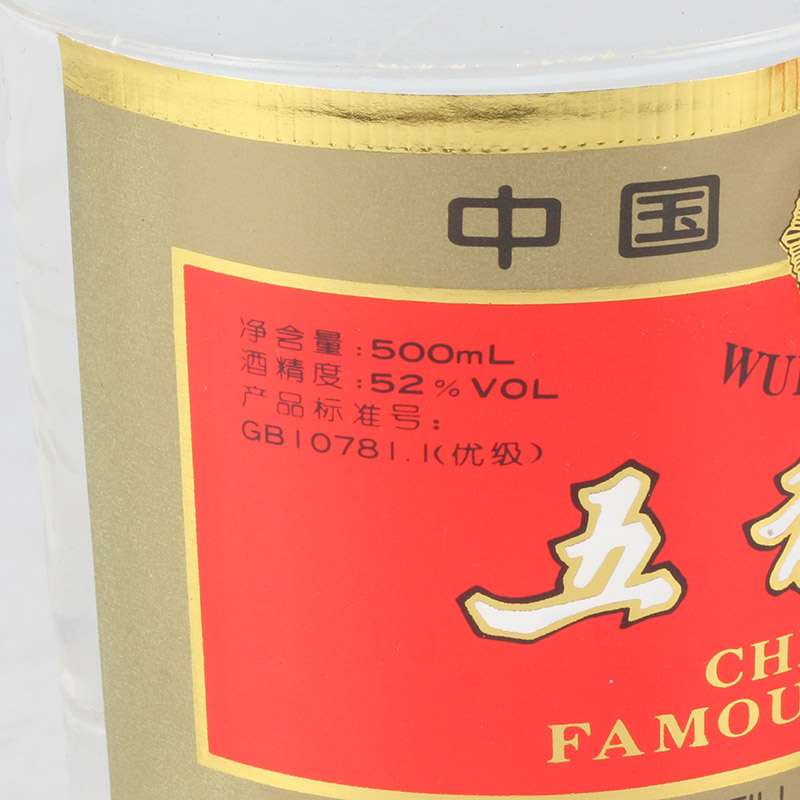 中国
净含量:500mL
酒精度:52%VOL
产品标准号:
GB10781.1(优级)
WU
五
CH
FAMOU